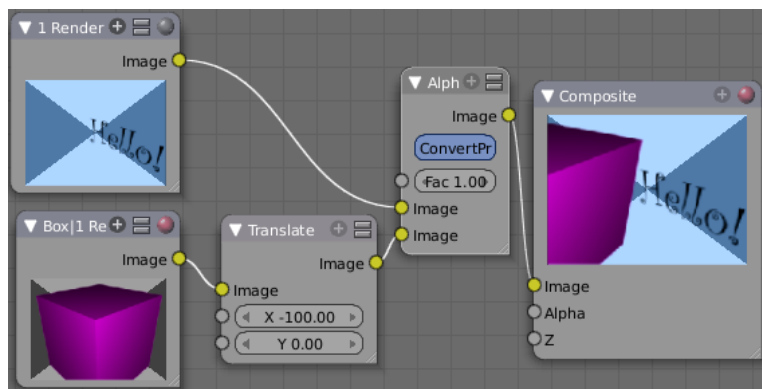 1 Render
Image
Hello!
Box|1 Re
Image
Translate
Image
Image
X -100.00
Y 0.00
Alph
Image
ConvertPr
Fac 1.00
Image
Image
Composite
Hello!
Image
Alpha
Z